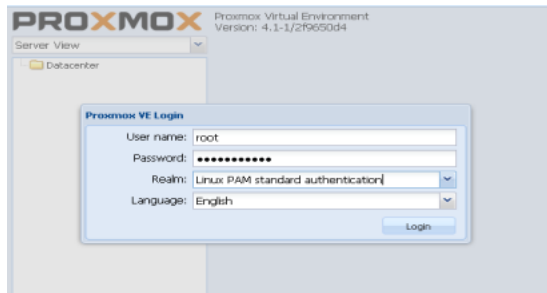 PROXMOX Proxmox Virtual Environment
Version: 4.1-1/2f9650d4
Server View
Datacenter
Proxmox VE Login
User name: root
Password: ●●●●●●●●●●●
Realm: Linux PAM standard authentication
Language: English
Login